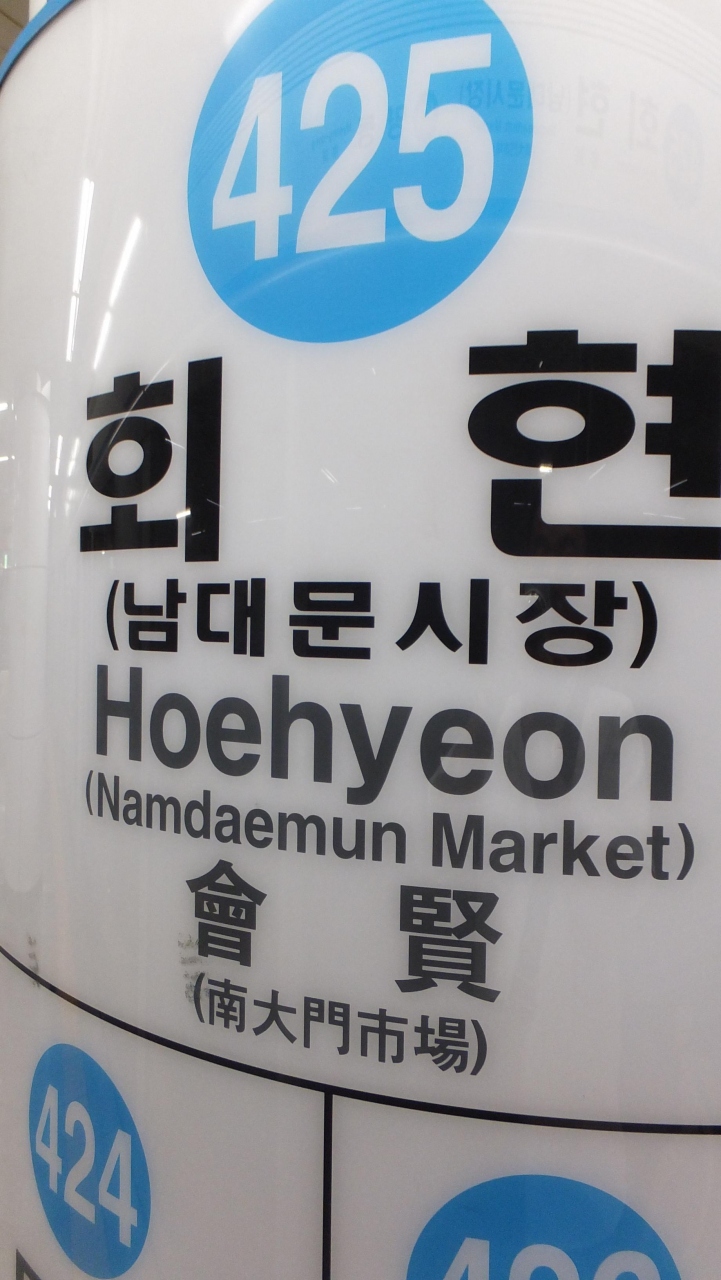 425
회 현
(남대문시장)
Hoehyeon
(Namdaemun Market)
會 賢
(南大門市場)
424